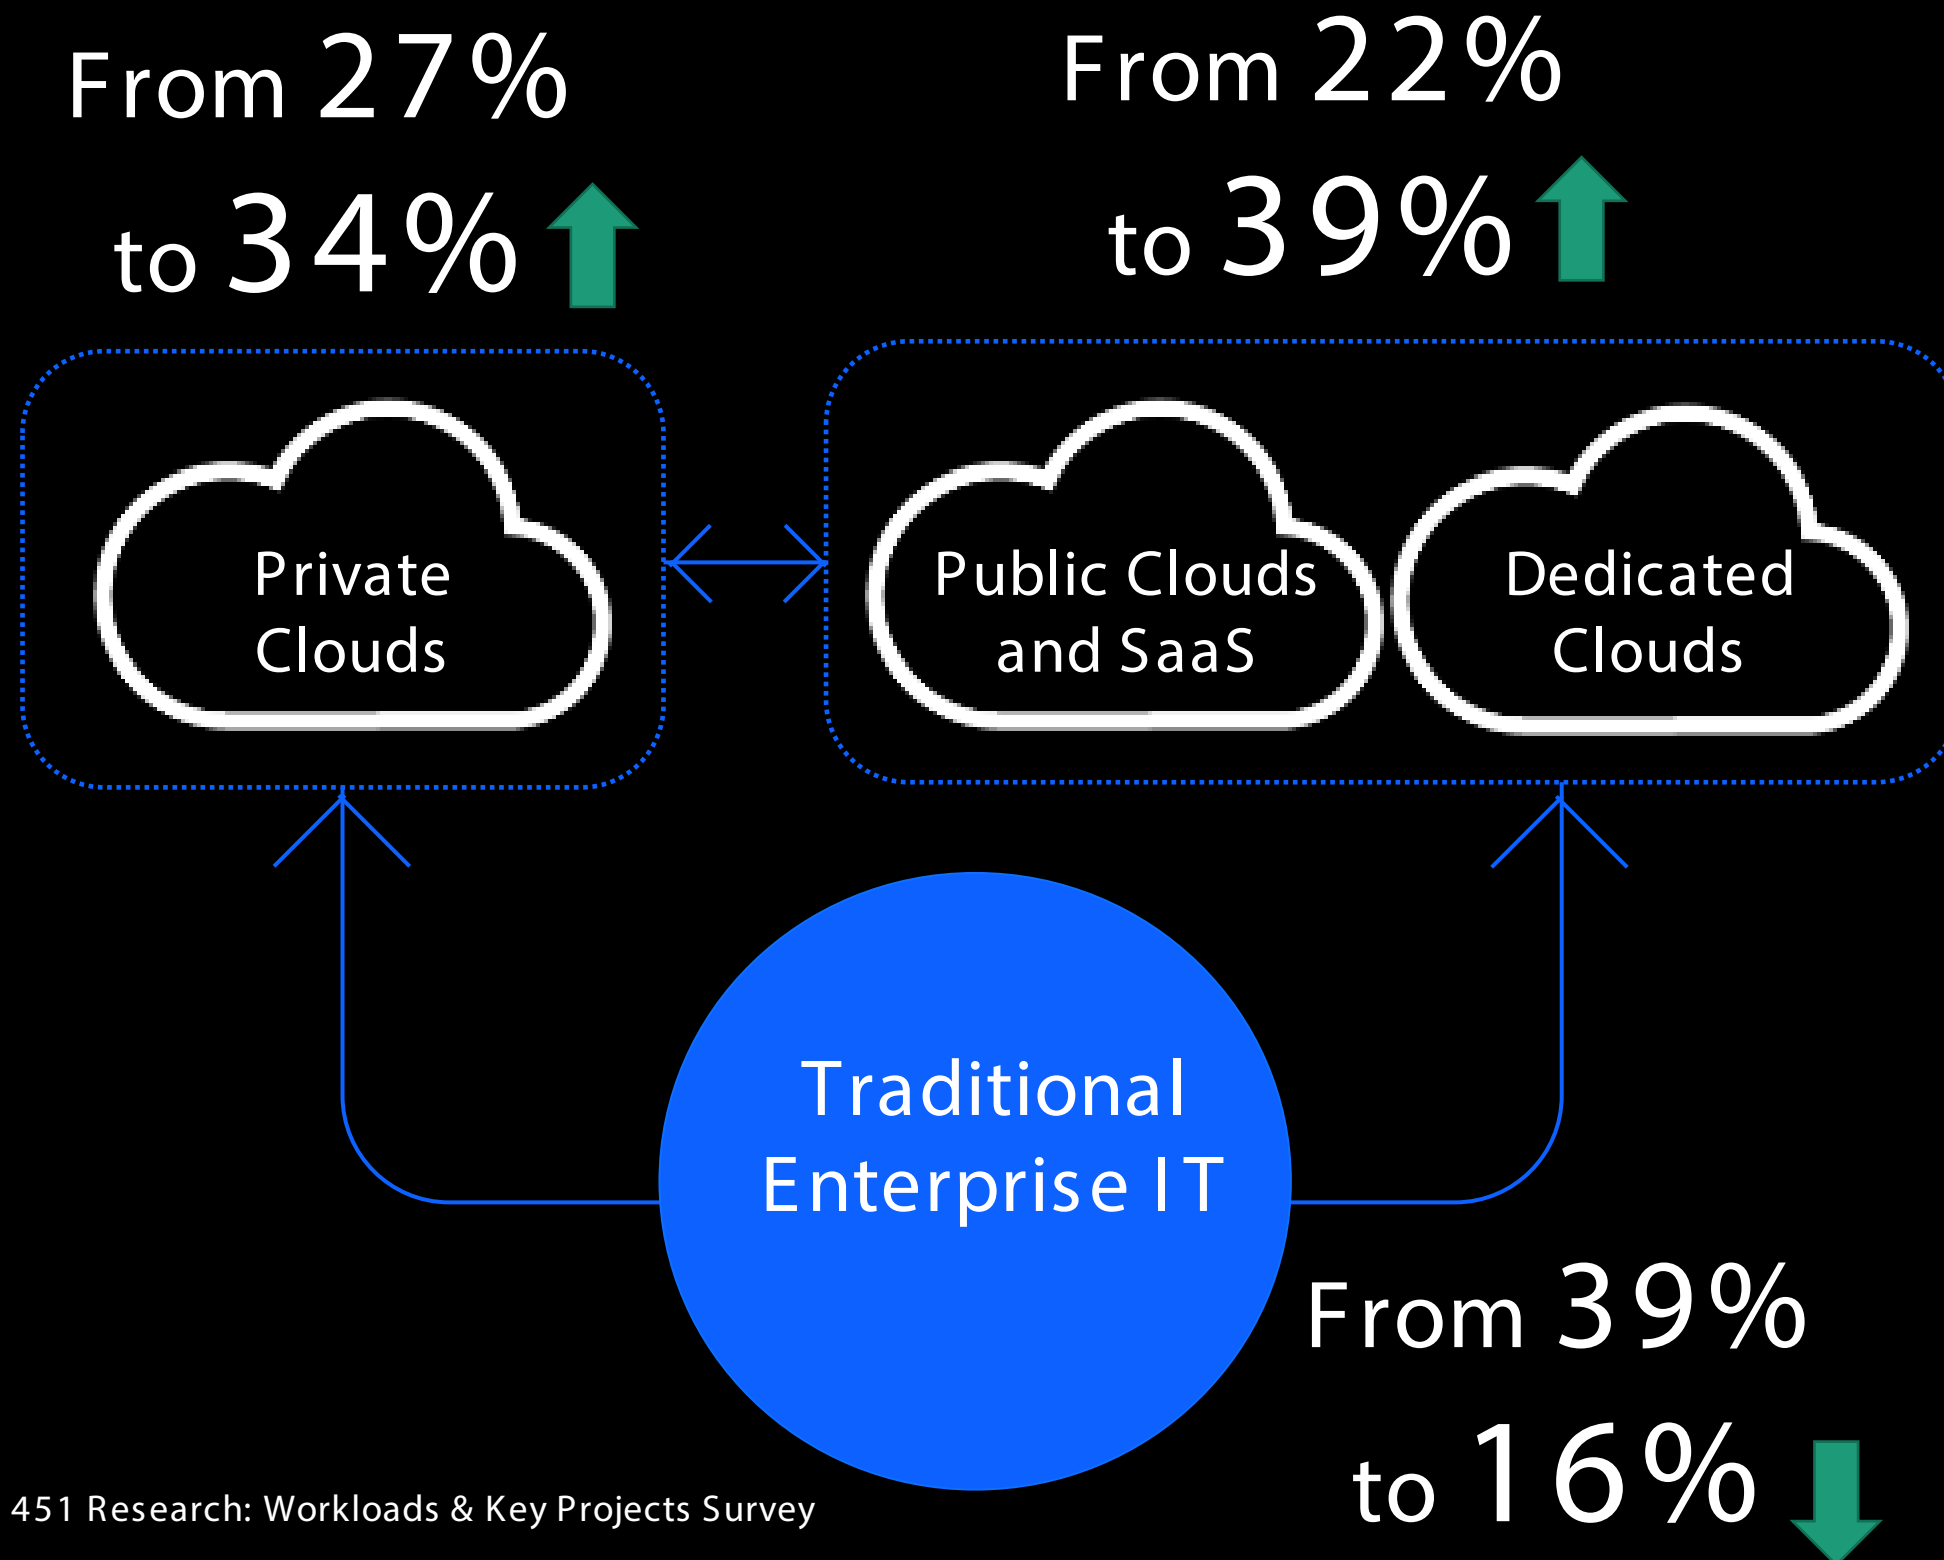 From 27%
to 34%
From 22%
to 39%
Private
Clouds
Public Clouds
and SaaS
Dedicated
Clouds
Traditional
Enterprise IT
From 39%
to 16%
451 Research: Workloads & Key Projects Survey